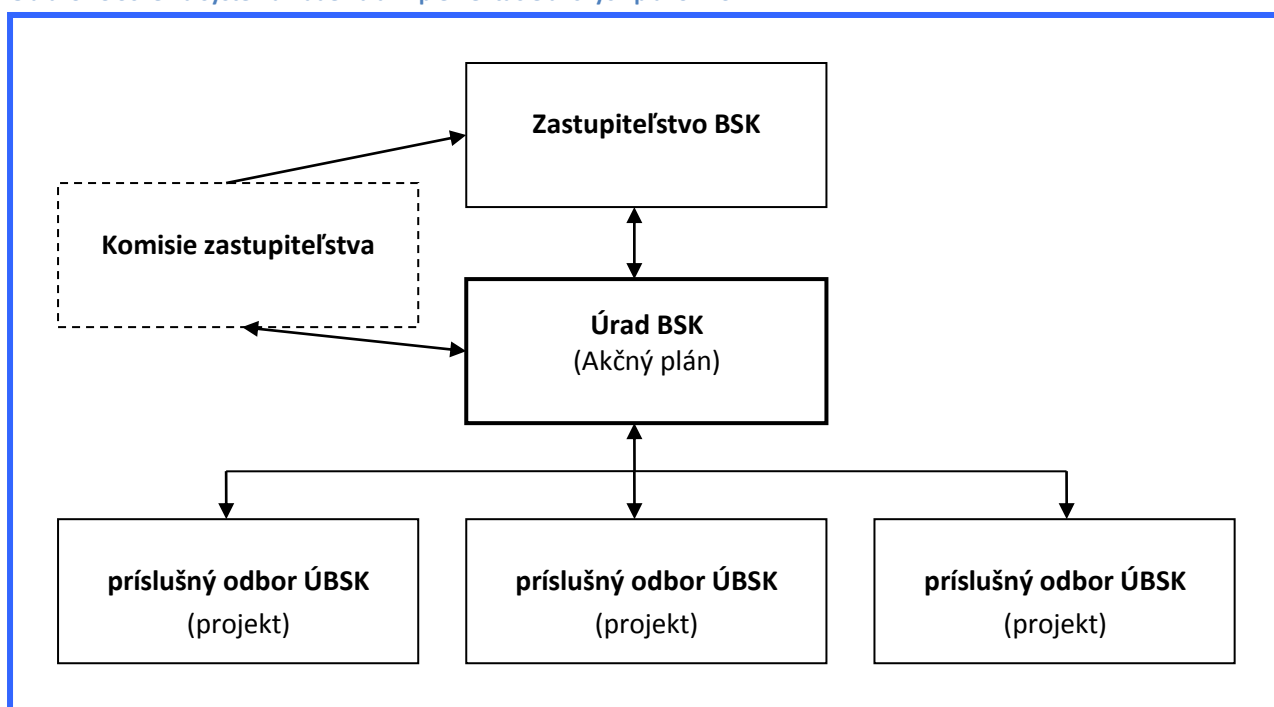 Zastupiteľstvo BSK
Komisie zastupiteľstva
Úrad BSK
(Akčný plán)
príslušný odbor ÚBSK
(projekt)
príslušný odbor ÚBSK
(projekt)
príslušný odbor ÚBSK
(projekt)